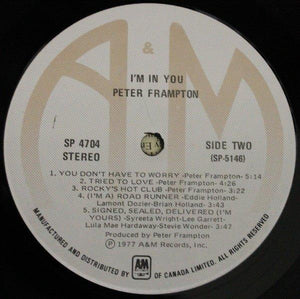 A&M
I'M IN YOU
PETER FRAMPTON
SP 4704
STEREO
SIDE TWO
(SP-5146)
1. YOU DON'T HAVE TO WORRY -Peter Frampton- 5:14
2. TRIED TO LOVE -Peter Frampton- 4:26
3. ROCKY'S HOT CLUB -Peter Frampton- 3:25
4. (I'M A) ROAD RUNNER -Eddie Holland-
Lamont Dozier-Brian Holland- 3:40
5. SIGNED, SEALED, DELIVERED (I'M
YOURS) -Syreeta Wright-Lee Garrett-
Lula Mae Hardaway-Stevie Wonder- 3:44
Produced by Peter Frampton
℗ 1977 A&M Records, Inc.
MANUFACTURED AND DISTRIBUTED BY A&M RECORDS OF CANADA LIMITED. ALL RIGHTS RESERVED.